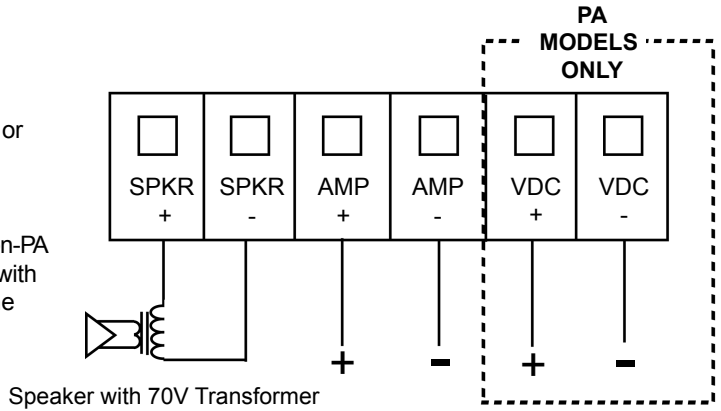 PA
MODELS
ONLY
or
SPKR SPKR AMP AMP VDC VDC
+ - + - + -
n-PA
with
e
+ - + -
Speaker with 70V Transformer